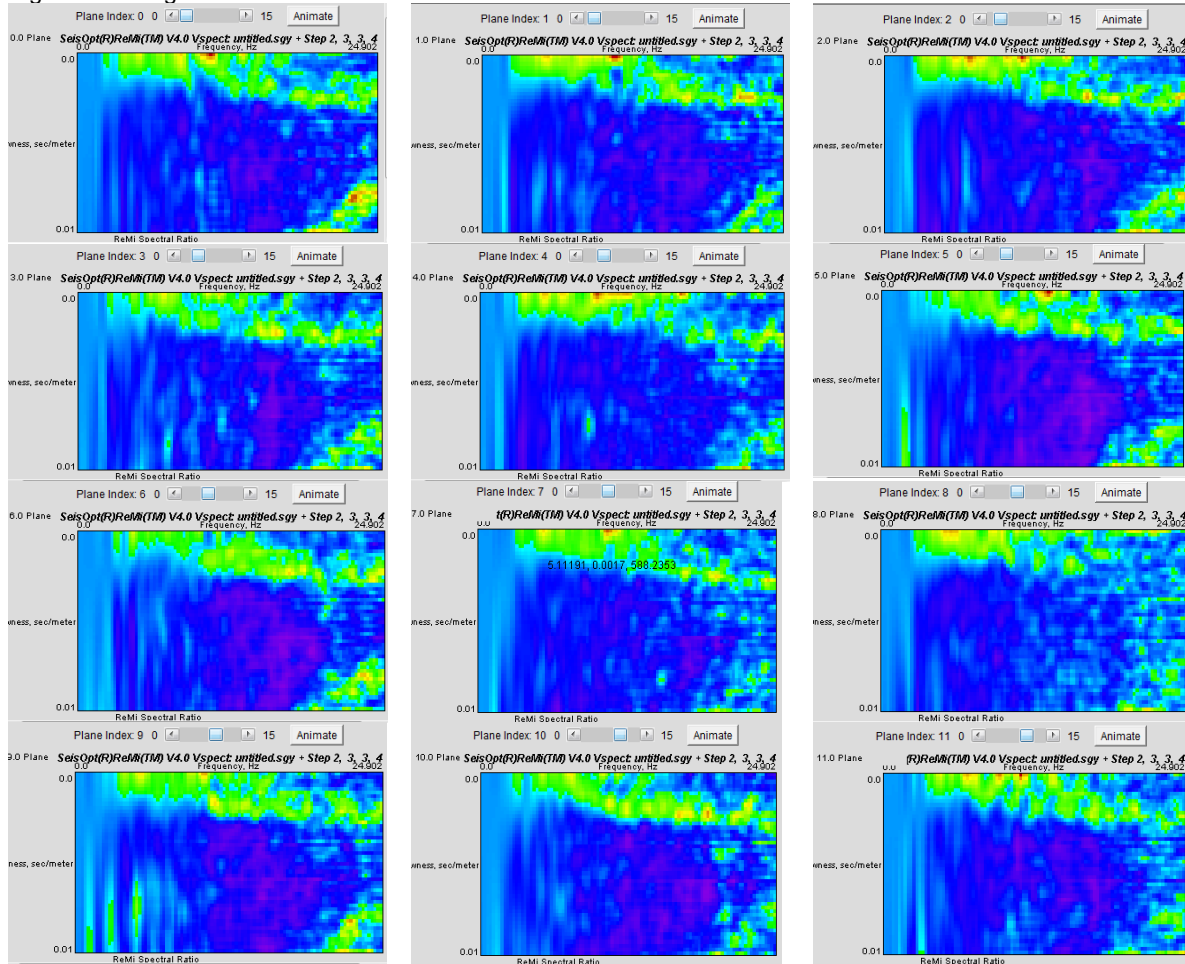 Plane Index: 0 0 15 Animate
0.0 Plane SeisOpt(R)ReMi(TM) V4.0 Vspect: untitled.sgy + Step 2, 3, 3, 4
0.0 Frequency, Hz 24.902
0.0
wness, sec/meter
0.01
ReMi Spectral Ratio
Plane Index: 1 0 15 Animate
1.0 Plane SeisOpt(R)ReMi(TM) V4.0 Vspect: untitled.sgy + Step 2, 3, 3, 4
0.0 Frequency, Hz 24.902
0.0
wness, sec/meter
0.01
ReMi Spectral Ratio
Plane Index: 2 0 15 Animate
2.0 Plane SeisOpt(R)ReMi(TM) V4.0 Vspect: untitled.sgy + Step 2, 3, 3, 4
0.0 Frequency, Hz 24.902
0.0
wness, sec/meter
0.01
ReMi Spectral Ratio
Plane Index: 3 0 15 Animate
3.0 Plane SeisOpt(R)ReMi(TM) V4.0 Vspect: untitled.sgy + Step 2, 3, 3, 4
0.0 Frequency, Hz 24.902
0.0
wness, sec/meter
0.01
ReMi Spectral Ratio
Plane Index: 4 0 15 Animate
4.0 Plane SeisOpt(R)ReMi(TM) V4.0 Vspect: untitled.sgy + Step 2, 3, 3, 4
0.0 Frequency, Hz 24.902
0.0
wness, sec/meter
0.01
ReMi Spectral Ratio
Plane Index: 5 0 15 Animate
5.0 Plane SeisOpt(R)ReMi(TM) V4.0 Vspect: untitled.sgy + Step 2, 3, 3, 4
0.0 Frequency, Hz 24.902
0.0
wness, sec/meter
0.01
ReMi Spectral Ratio
Plane Index: 6 0 15 Animate
6.0 Plane SeisOpt(R)ReMi(TM) V4.0 Vspect: untitled.sgy + Step 2, 3, 3, 4
0.0 Frequency, Hz 24.902
0.0
wness, sec/meter
0.01
ReMi Spectral Ratio
Plane Index: 7 0 15 Animate
7.0 Plane t(R)ReMi(TM) V4.0 Vspect: untitled.sgy + Step 2, 3, 3, 4
0.0 Frequency, Hz 24.902
0.0
5.11191, 0.0017, 588.2353
wness, sec/meter
0.01
ReMi Spectral Ratio
Plane Index: 8 0 15 Animate
8.0 Plane SeisOpt(R)ReMi(TM) V4.0 Vspect: untitled.sgy + Step 2, 3, 3, 4
0.0 Frequency, Hz 24.902
0.0
wness, sec/meter
0.01
ReMi Spectral Ratio
Plane Index: 9 0 15 Animate
9.0 Plane SeisOpt(R)ReMi(TM) V4.0 Vspect: untitled.sgy + Step 2, 3, 3, 4
0.0 Frequency, Hz 24.902
0.0
wness, sec/meter
0.01
ReMi Spectral Ratio
Plane Index: 10 0 15 Animate
10.0 Plane SeisOpt(R)ReMi(TM) V4.0 Vspect: untitled.sgy + Step 2, 3, 3, 4
0.0 Frequency, Hz 24.902
0.0
wness, sec/meter
0.01
ReMi Spectral Ratio
Plane Index: 11 0 15 Animate
11.0 Plane (R)ReMi(TM) V4.0 Vspect: untitled.sgy + Step 2, 3, 3, 4
0.0 Frequency, Hz 24.902
0.0
wness, sec/meter
0.01
ReMi Spectral Ratio